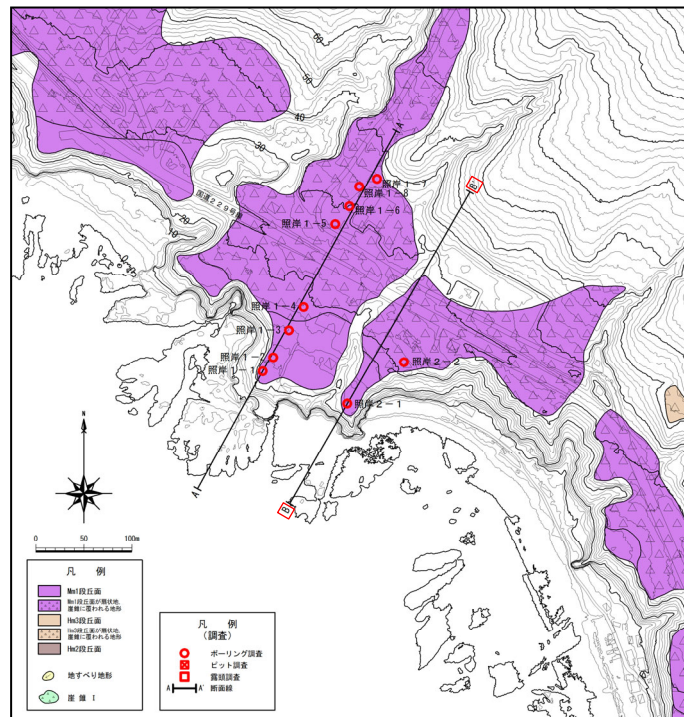 60
50
40
30
20
10
国道229号線
A'
B'
照岸1-7
照岸1-8
照岸1-6
照岸1-5
照岸1-4
照岸1-3
照岸1-2
照岸1-1
照岸2-2
照岸2-1
A
B
N
0 50 100m
凡 例
Mm1段丘面
Mm1段丘面が扇状地、
崖錐に覆われる地形
Hm3段丘面
Hm3段丘面が扇状地、
崖錐に覆われる地形
Hm2段丘面
地すべり地形
崖錐Ⅰ
凡 例
(調査)
ボーリング調査
ピット調査
露頭調査
A A' 断面線